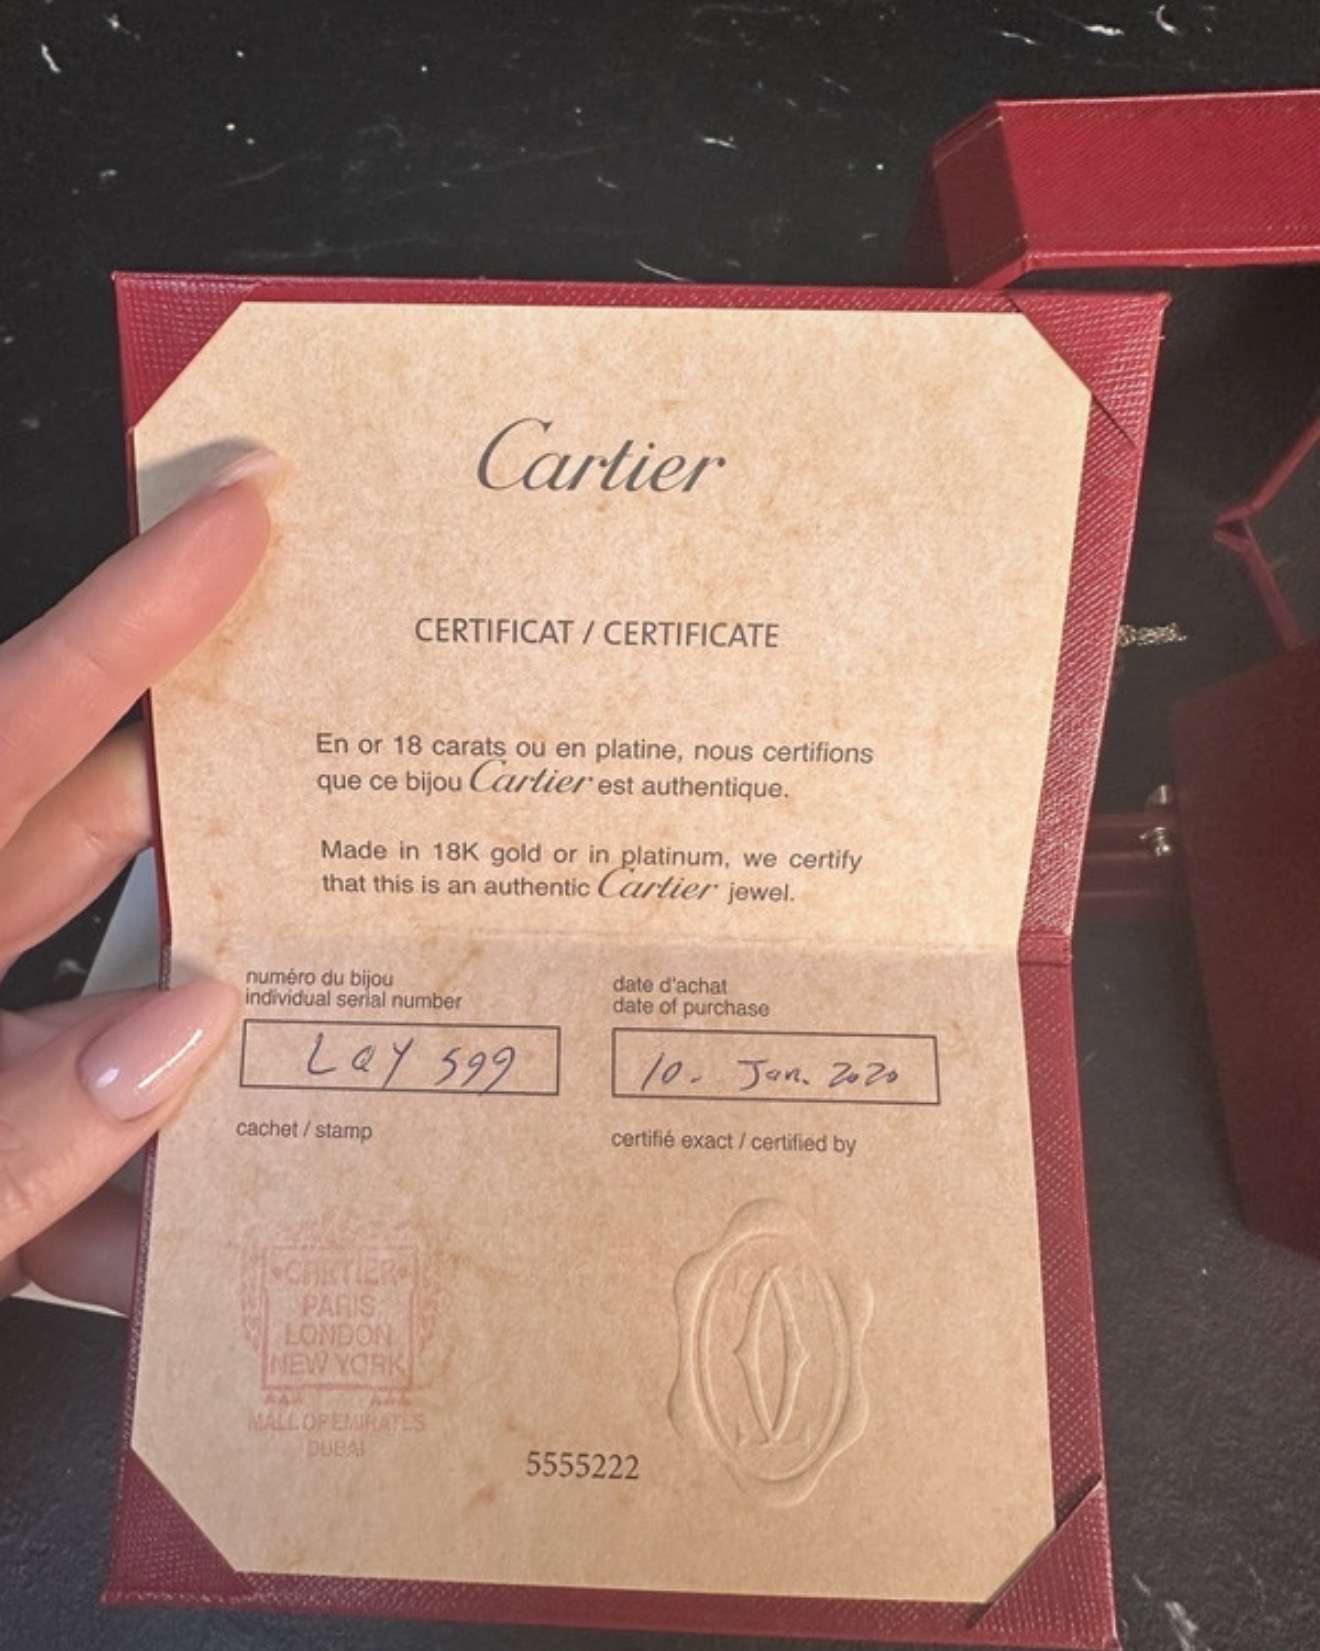 Cartier
CERTIFICAT / CERTIFICATE
En or 18 carats ou en platine, nous certifions
que ce bijou Cartier est authentique.
Made in 18K gold or in platinum, we certify
that this is an authentic Cartier jewel.
numéro du bijou
individual serial number
LQY 599
date d'achat
date of purchase
10. Jan. 2020
cachet / stamp
certifié exact / certified by
PARIS
LONDON
NEW YORK
MALL OF EMIRATES
DUBAI
5555222